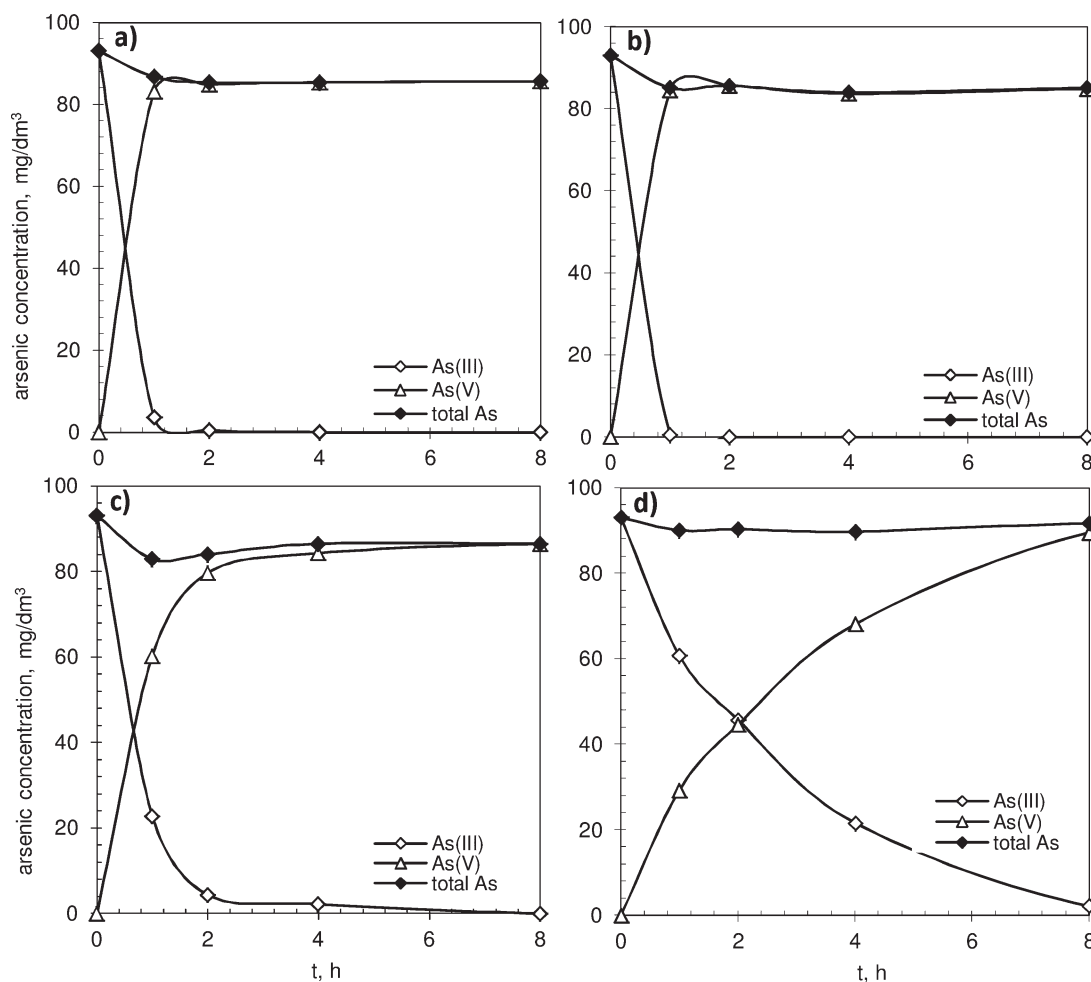 a)
arsenic concentration, mg/dm³
100
80
60
40
20
0
As(III)
As(V)
total As
0 2 4 6 8
b)
100
80
60
40
20
0
As(III)
As(V)
total As
0 2 4 6 8
c)
arsenic concentration, mg/dm³
100
80
60
40
20
0
As(III)
As(V)
total As
0 2 4 6 8
t, h
d)
100
80
60
40
20
0
As(III)
As(V)
total As
0 2 4 6 8
t, h